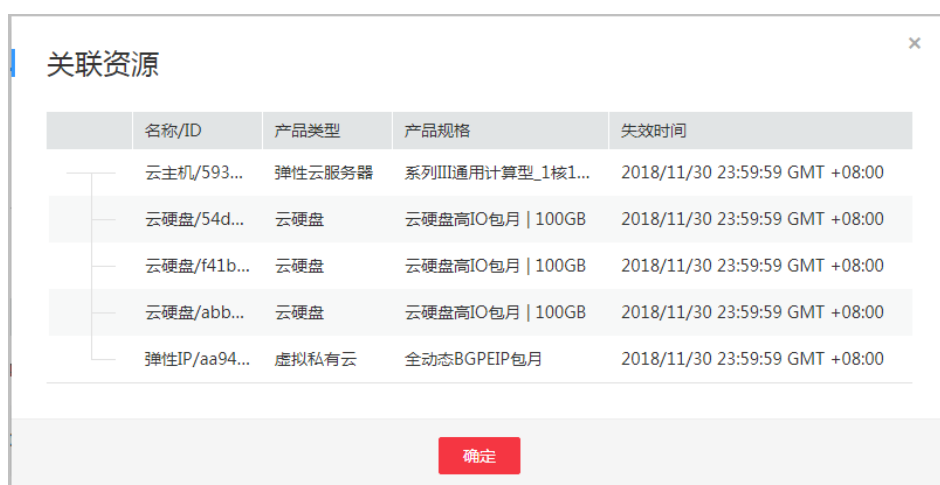 关联资源
×
名称/ID 产品类型 产品规格 失效时间
云主机/593... 弹性云服务器 系列III通用计算型_1核1... 2018/11/30 23:59:59 GMT +08:00
云硬盘/54d... 云硬盘 云硬盘高IO包月 | 100GB 2018/11/30 23:59:59 GMT +08:00
云硬盘/f41b... 云硬盘 云硬盘高IO包月 | 100GB 2018/11/30 23:59:59 GMT +08:00
云硬盘/abb... 云硬盘 云硬盘高IO包月 | 100GB 2018/11/30 23:59:59 GMT +08:00
弹性IP/aa94... 虚拟私有云 全动态BGPEIP包月 2018/11/30 23:59:59 GMT +08:00
确定